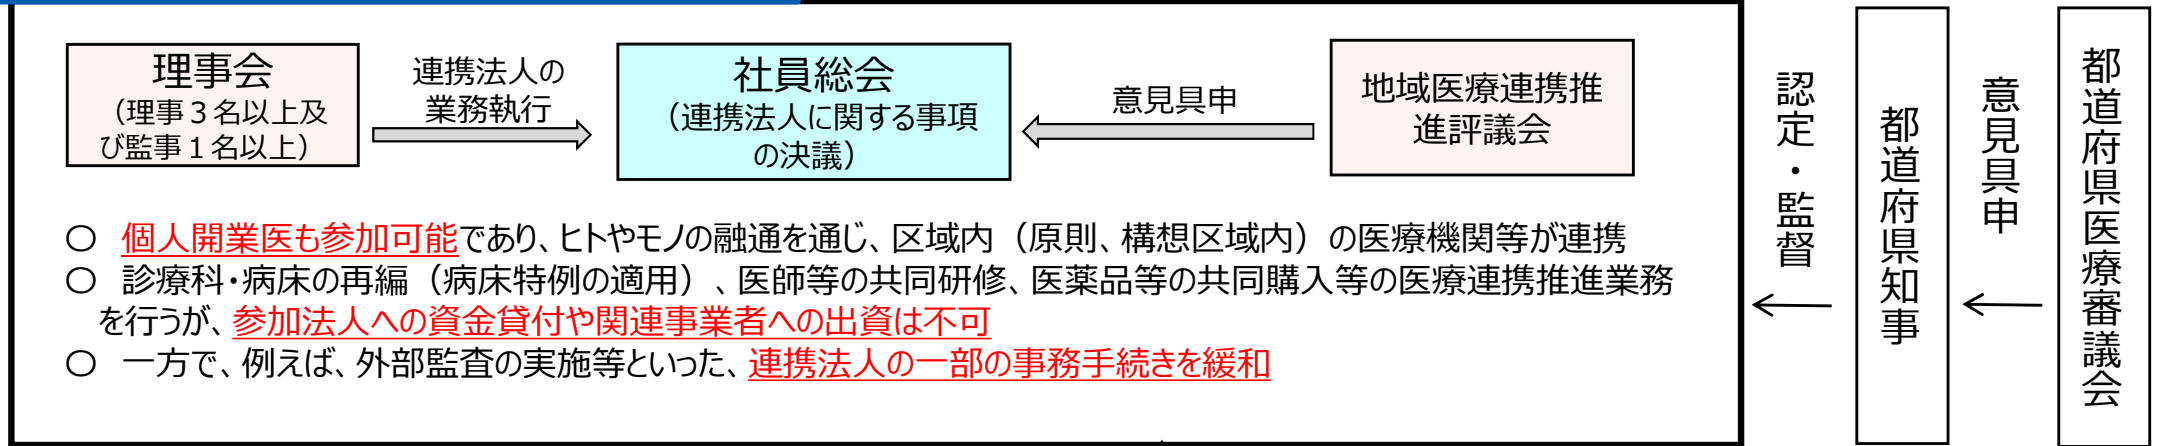 理事会
（理事３名以上及
び監事１名以上）
連携法人の
業務執行
社員総会
（連携法人に関する事項
の決議）
意見具申
地域医療連携推
進評議会
〇　個人開業医も参加可能であり、ヒトやモノの融通を通じ、区域内（原則、構想区域内）の医療機関等が連携
〇　診療科・病床の再編（病床特例の適用）、医師等の共同研修、医薬品等の共同購入等の医療連携推進業務
を行うが、参加法人への資金貸付や関連事業者への出資は不可
〇　一方で、例えば、外部監査の実施等といった、連携法人の一部の事務手続きを緩和
認定・監督
都道府県知事
意見具申
都道府県医療審議会